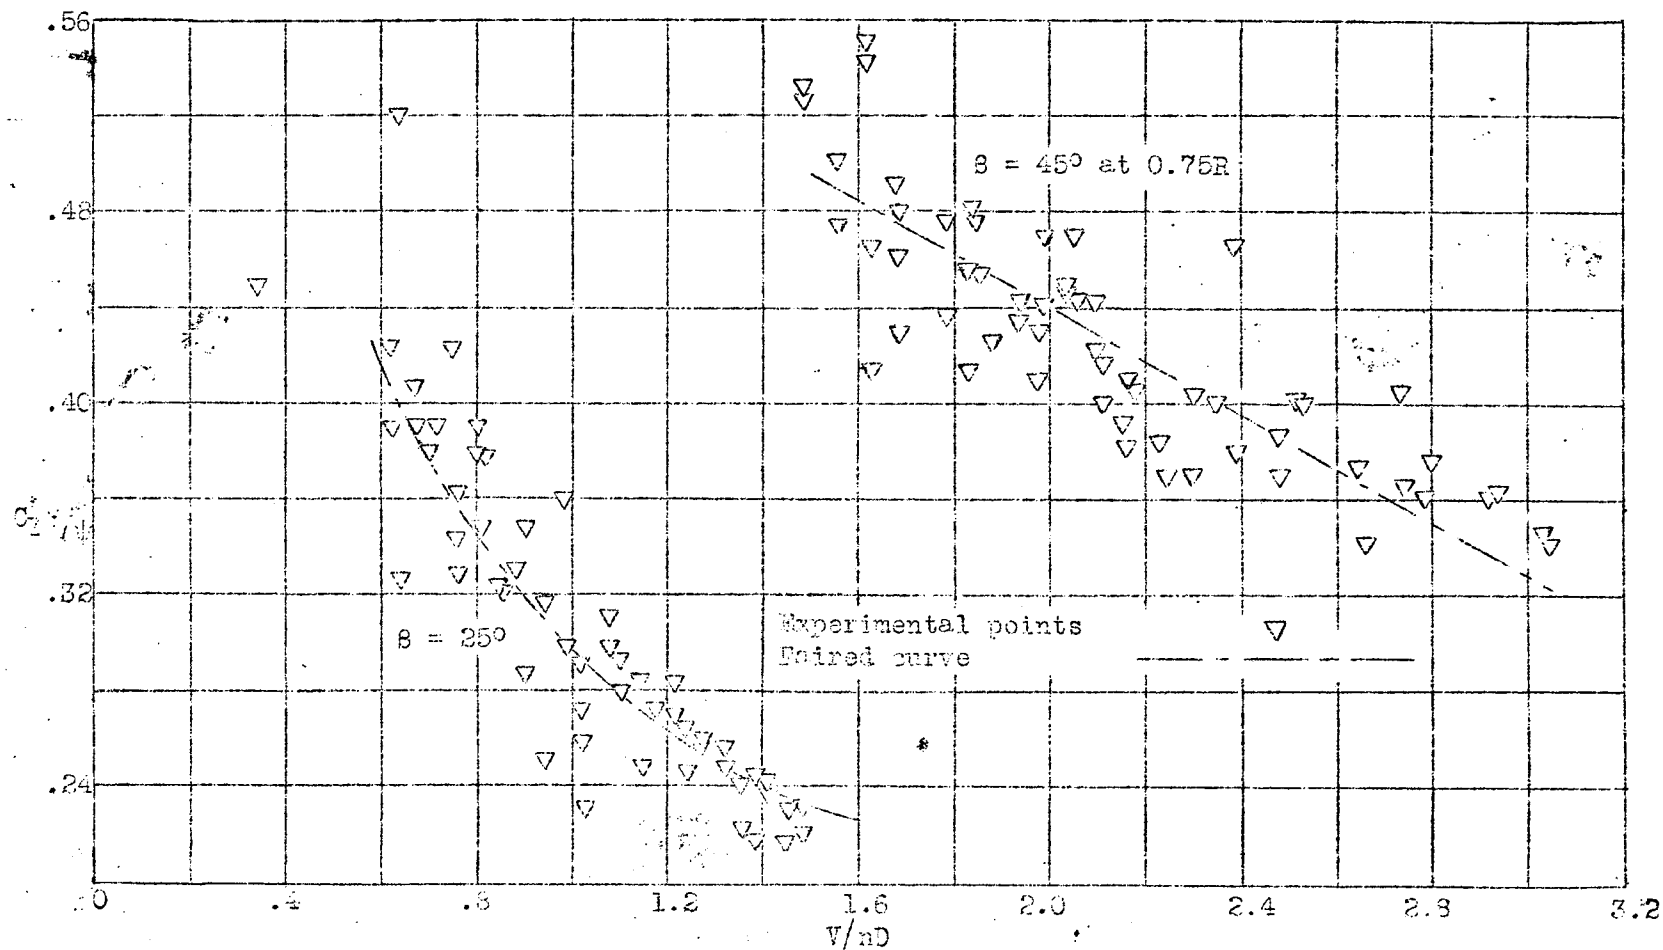 .56
.48
.40
.32
.24
β = 45° at 0.75R
β = 25°
Experimental points
Faired curve
0 .4 .8 1.2 1.6 2.0 2.4 2.8 3.2
V/nD